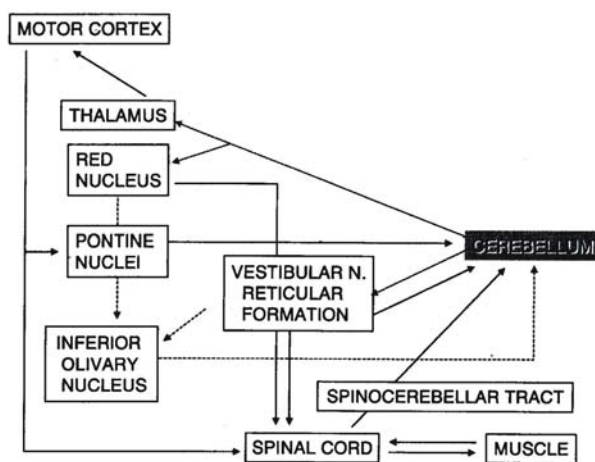 MOTOR CORTEX
THALAMUS
RED
NUCLEUS
PONTINE
NUCLEI
CEREBELLUM
VESTIBULAR N.
RETICULAR
FORMATION
INFERIOR
OLIVARY
NUCLEUS
SPINOCEREBELLAR TRACT
SPINAL CORD
MUSCLE